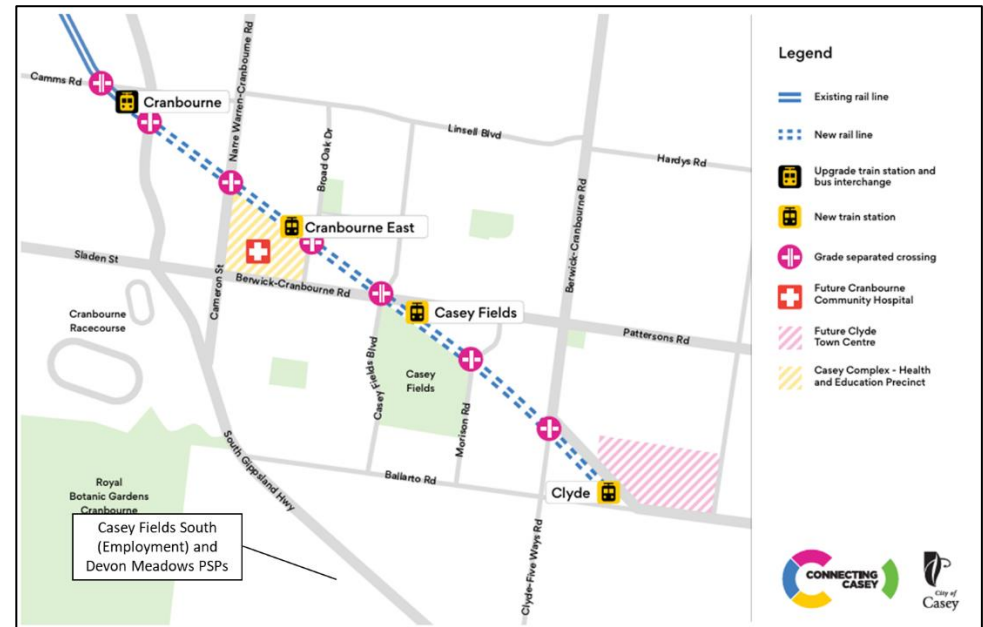 Camms Rd
Cranbourne
Narre Warren-Cranbourne Rd
Broad Oak Dr
Linsell Blvd
Hardys Rd
Berwick-Cranbourne Rd
Cranbourne East
Sladen St
Cameron St
Berwick-Cranbourne Rd
Casey Fields
Cranbourne
Racecourse
Pattersons Rd
Casey Fields Blvd
Casey
Fields
Morison Rd
South Gippsland Hwy
Ballarto Rd
Clyde
Clyde-Five Ways Rd
Royal
Botanic Gardens
Cranbourne
Casey Fields South
(Employment) and
Devon Meadows PSPs
Legend
Existing rail line
New rail line
Upgrade train station and
bus interchange
New train station
Grade separated crossing
Future Cranbourne
Community Hospital
Future Clyde
Town Centre
Casey Complex - Health
and Education Precinct
CONNECTING
CASEY
City of
Casey